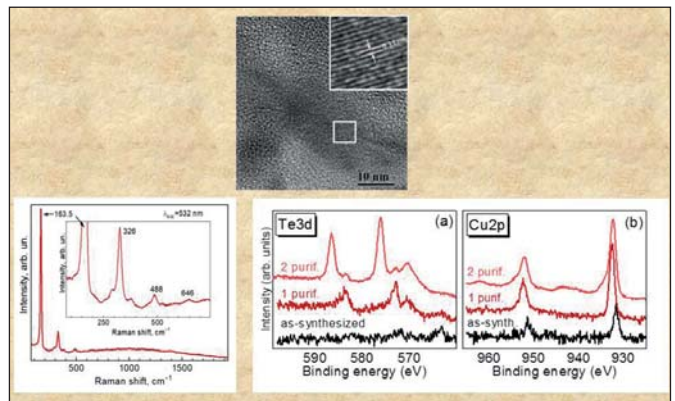 10 nm
163.5
λexc=532 nm
326
488
646
Intensity, arb. un.
250
500
Raman shift, cm⁻¹
Intensity, arb. un.
500
1000
1500
Raman shift, cm⁻¹
Te3d
(a)
2 purif.
1 purif.
as-synthesized
Intensity (arb. units)
590
580
570
Binding energy (eV)
Cu2p
(b)
2 purif.
1 purif.
as-synth.
960
950
940
930
Binding energy (eV)